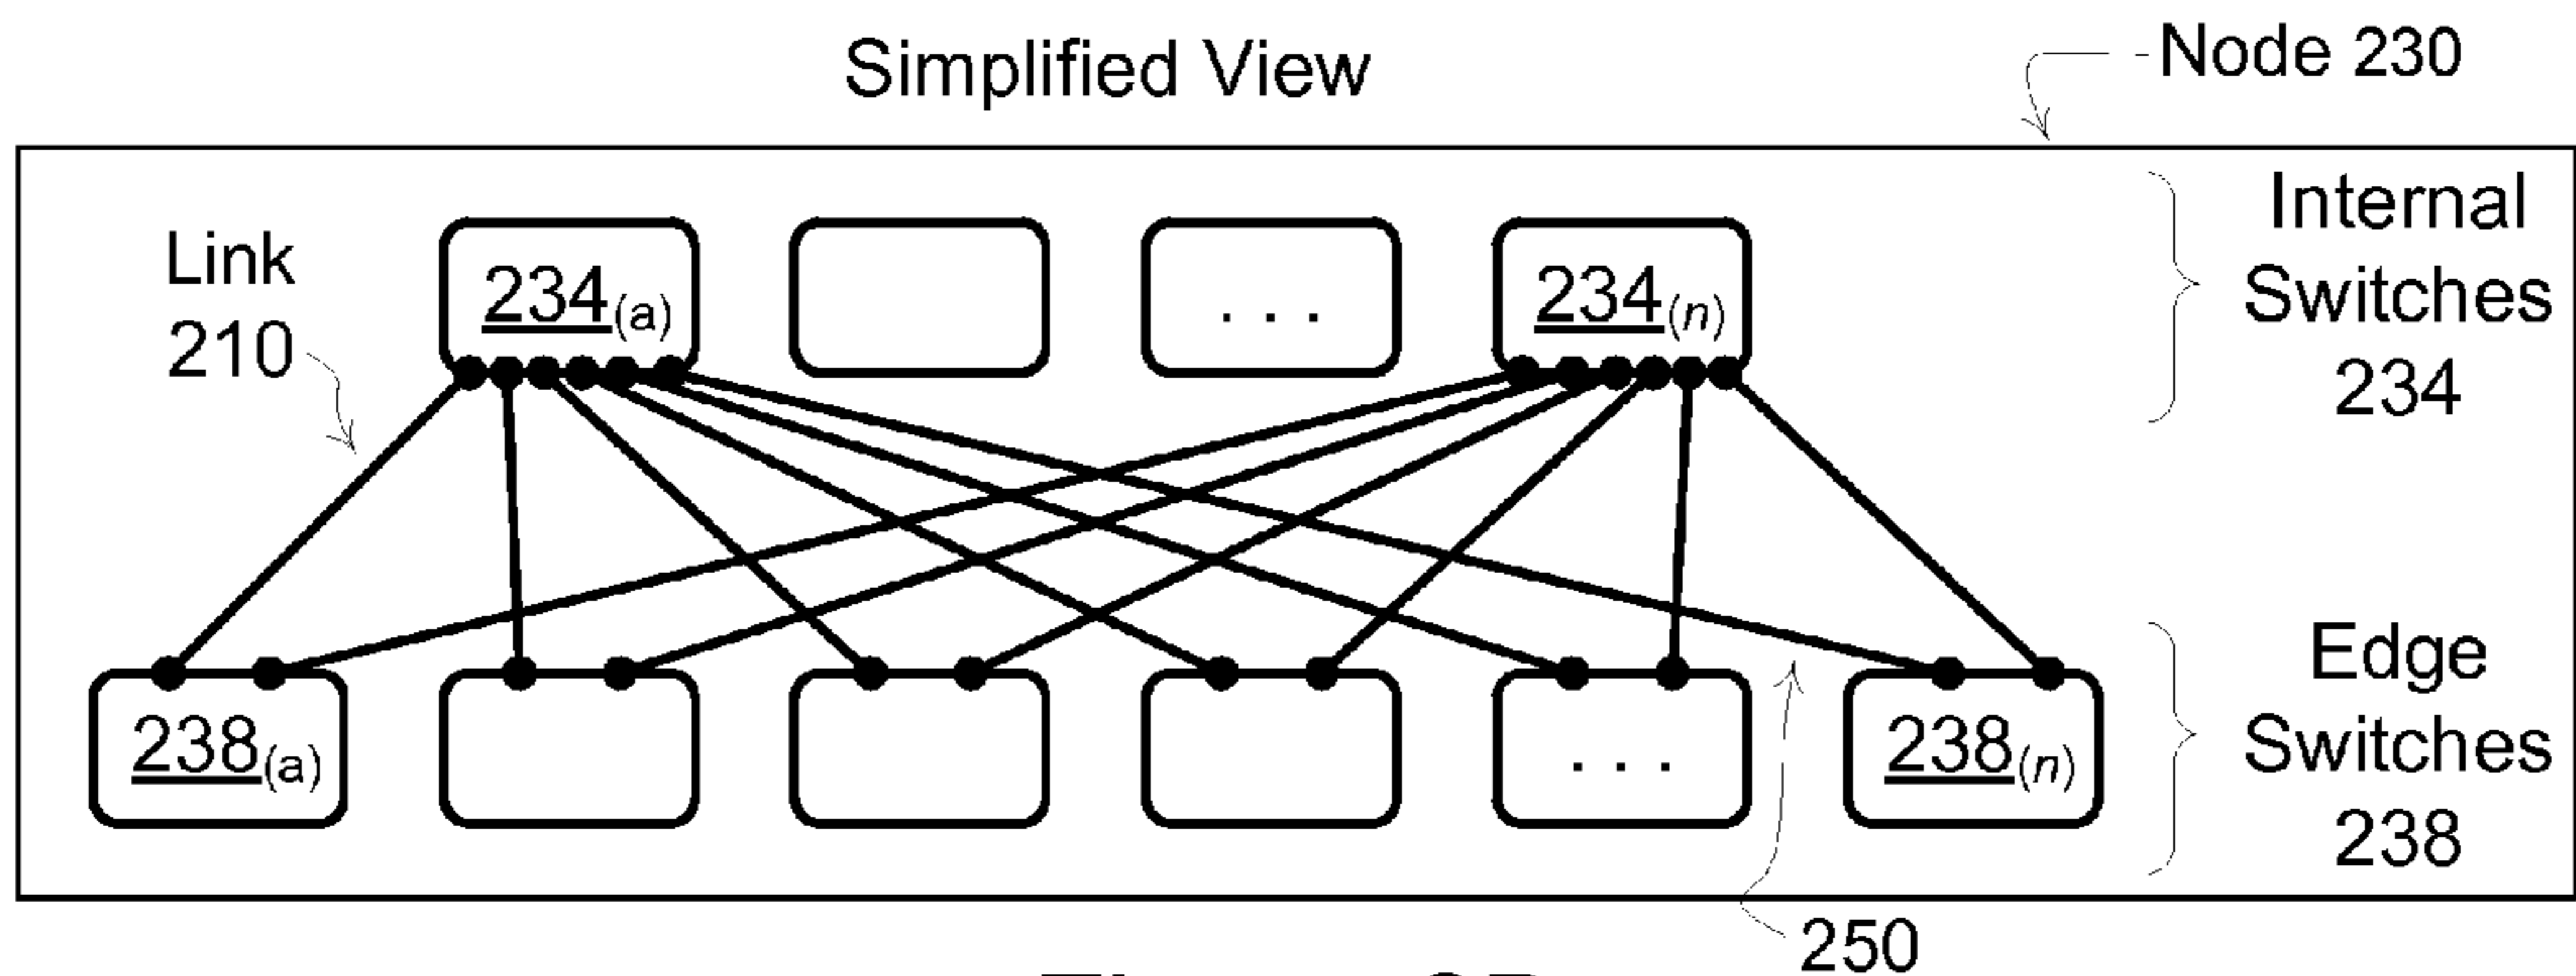 Simplified View
Node 230
Link
210
234(a)
. . .
234(n)
Internal
Switches
234
238(a)
. . .
238(n)
Edge
Switches
238
250